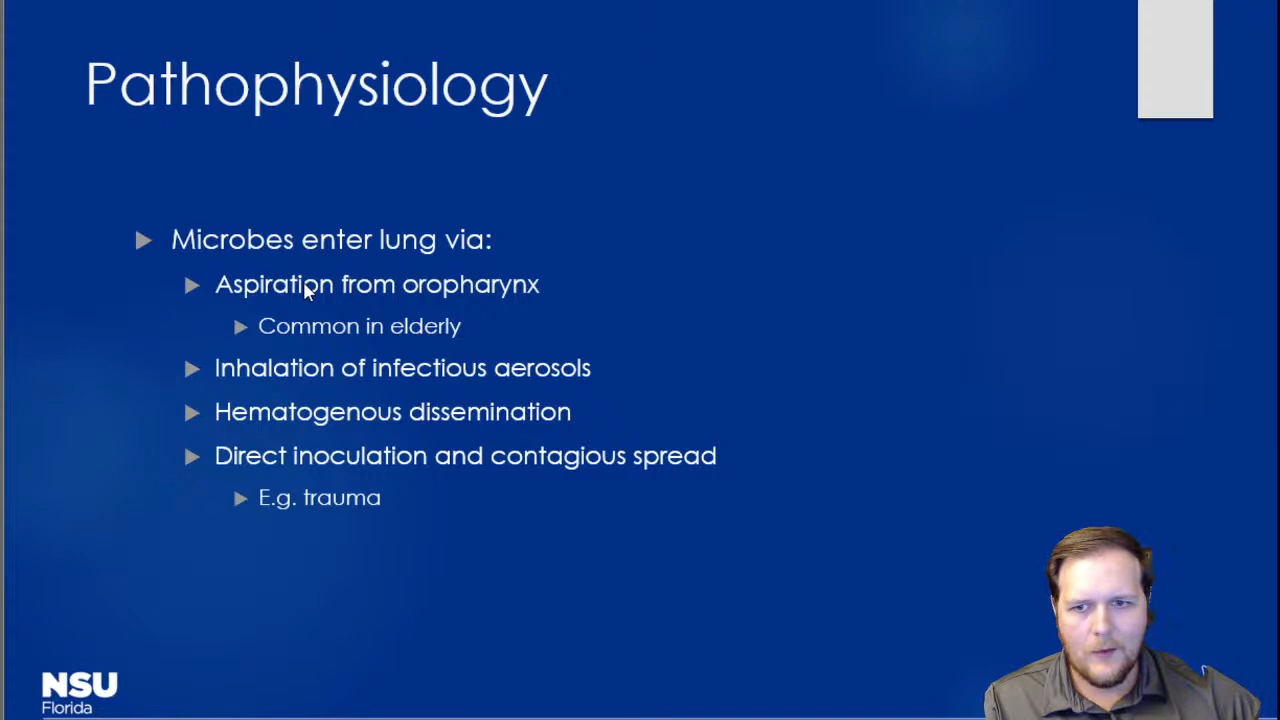 Pathophysiology
Microbes enter lung via:
Aspiration from oropharynx
Common in elderly
Inhalation of infectious aerosols
Hematogenous dissemination
Direct inoculation and contagious spread
E.g. trauma
NSU
Florida